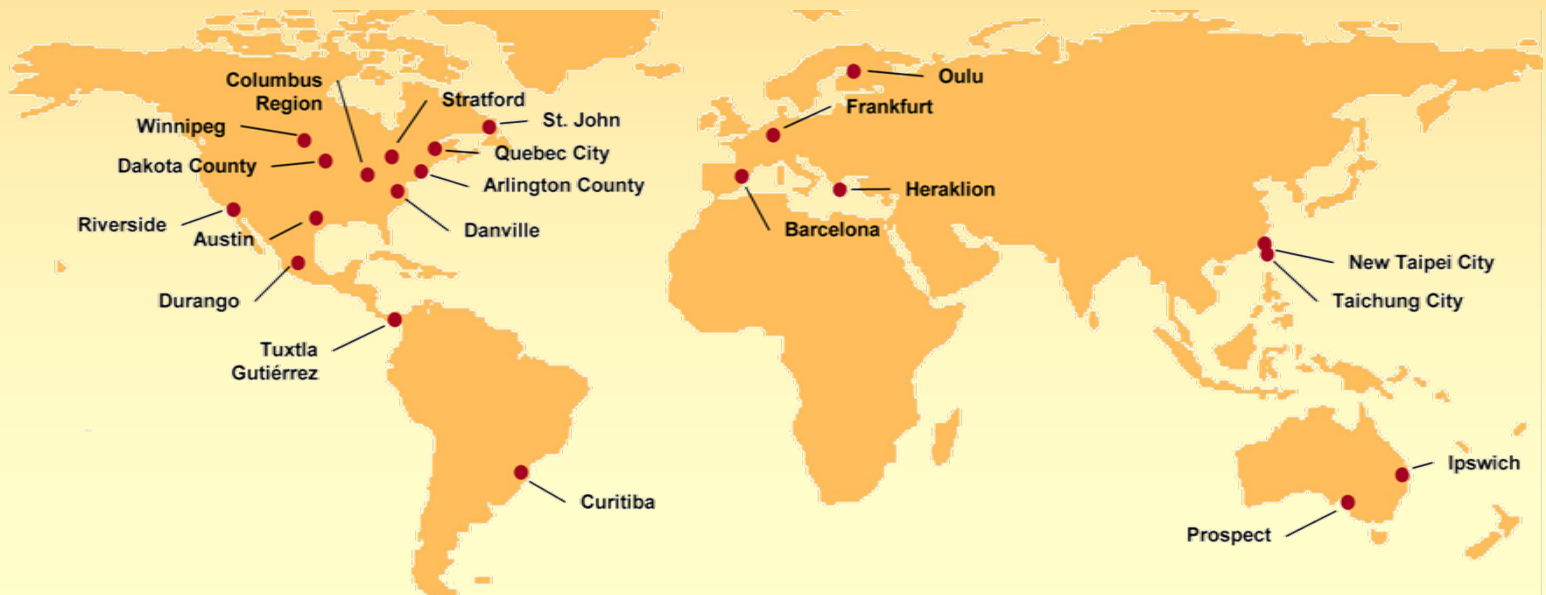 Columbus
Region
Winnipeg
Dakota County
Stratford
St. John
Quebec City
Arlington County
Danville
Riverside
Austin
Durango
Tuxtla
Gutiérrez
Curitiba
Oulu
Frankfurt
Heraklion
Barcelona
New Taipei City
Taichung City
Ipswich
Prospect